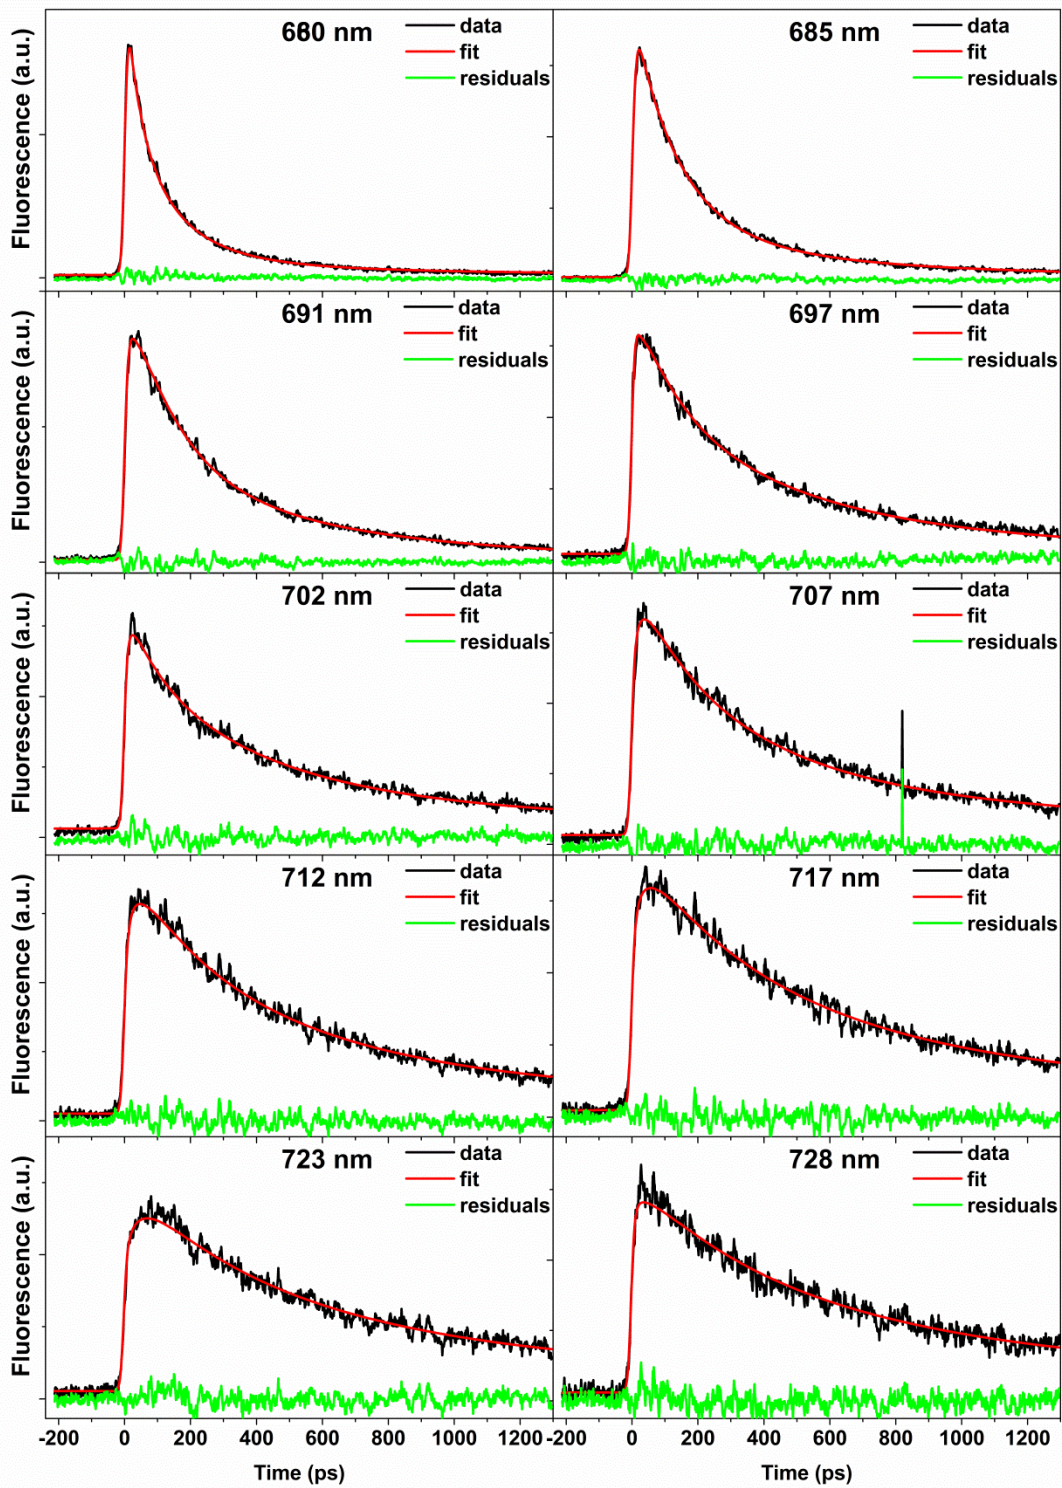 Fluorescence (a.u.)
680 nm
data
fit
residuals
685 nm
data
fit
residuals
Fluorescence (a.u.)
691 nm
data
fit
residuals
697 nm
data
fit
residuals
Fluorescence (a.u.)
702 nm
data
fit
residuals
707 nm
data
fit
residuals
Fluorescence (a.u.)
712 nm
data
fit
residuals
717 nm
data
fit
residuals
Fluorescence (a.u.)
723 nm
data
fit
residuals
728 nm
data
fit
residuals
-200 0 200 400 600 800 1000 1200 -200 0 200 400 600 800 1000 1200
Time (ps) Time (ps)